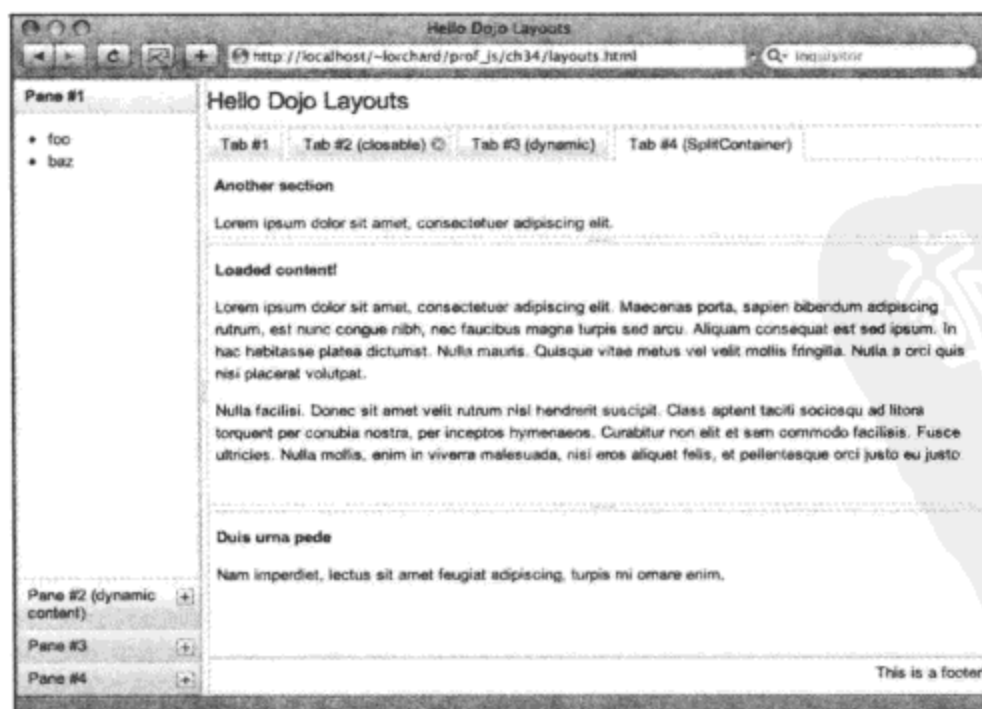 Hello Dojo Layouts
http://localhost/~lorchard/prof_js/ch34/layouts.html
inquisitor
Pane #1
foo
baz
Pane #2 (dynamic
content)
Pane #3
Pane #4
Hello Dojo Layouts
Tab #1
Tab #2 (closable)
Tab #3 (dynamic)
Tab #4 (SplitContainer)
Another section
Lorem ipsum dolor sit amet, consectetuer adipiscing elit.
Loaded content!
Lorem ipsum dolor sit amet, consectetuer adipiscing elit. Maecenas porta, sapien bibendum adipiscing
rutrum, est nunc congue nibh, nec faucibus magna turpis sed arcu. Aliquam consequat est sed ipsum. In
hac habitasse platea dictumst. Nulla mauris. Quisque vitae metus vel velit mollis fringilla. Nulla a orci quis
nisi placerat volutpat.
Nulla facilisi. Donec sit amet velit rutrum nisl hendrerit suscipit. Class aptent taciti sociosqu ad litora
torquent per conubia nostra, per inceptos hymenaeos. Curabitur non elit et sem commodo facilisis. Fusce
ultricies. Nulla mollis, enim in viverra malesuada, nisi eros aliquet felis, et pellentesque orci justo eu justo
Duis urna pede
Nam imperdiet, lectus sit amet feugiat adipiscing, turpis mi ornare enim,
This is a footer